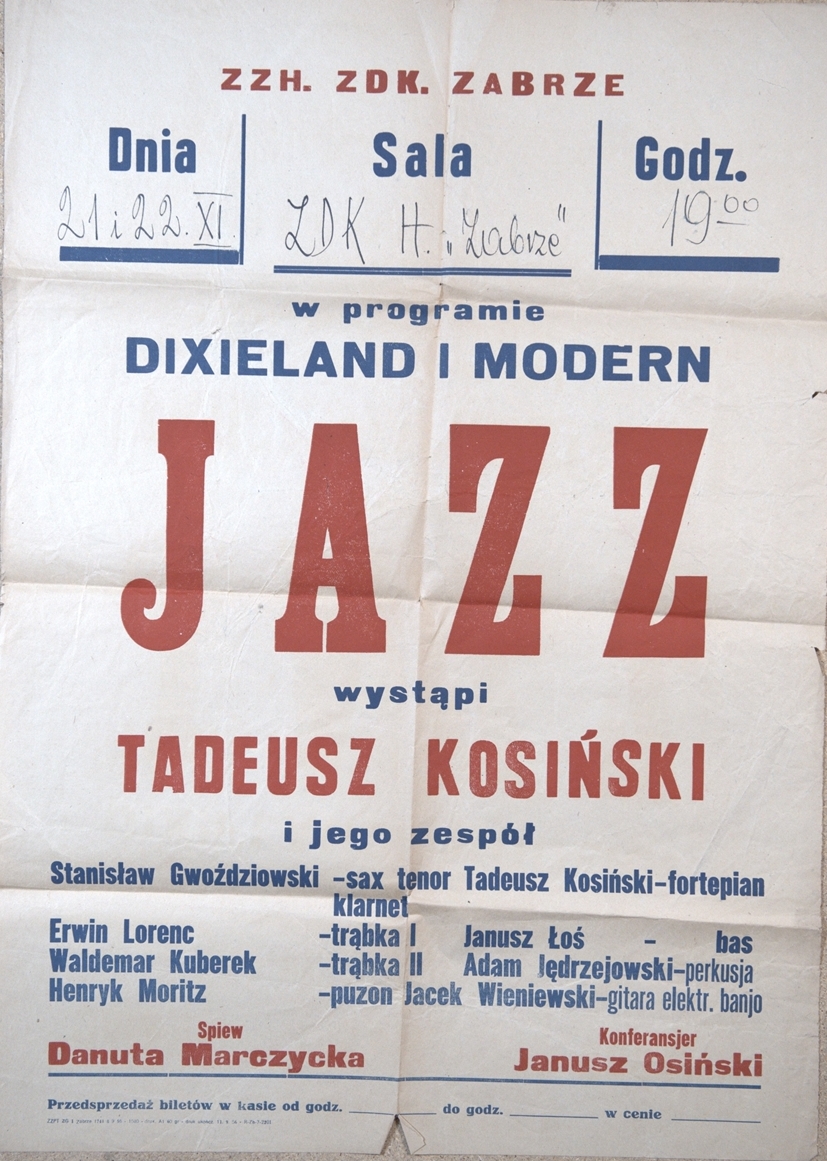 ZZH. ZDK. ZABRZE
Dnia Sala Godz.
21 i 22. XI ZDK H. „Zabrze" 19⁰⁰
w programie
DIXIELAND I MODERN
JAZZ
wystąpi
TADEUSZ KOSIŃSKI
i jego zespół
Stanisław Gwoździowski –sax tenor Tadeusz Kosiński–fortepian
klarnet
Erwin Lorenc –trąbka I Janusz Łoś – bas
Waldemar Kuberek –trąbka II Adam Jędrzejowski–perkusja
Henryk Moritz –puzon Jacek Wieniewski–gitara elektr. banjo
Spiew Konferansjer
Danuta Marczycka Janusz Osiński
Przedsprzedaż biletów w kasie od godz. do godz. w cenie